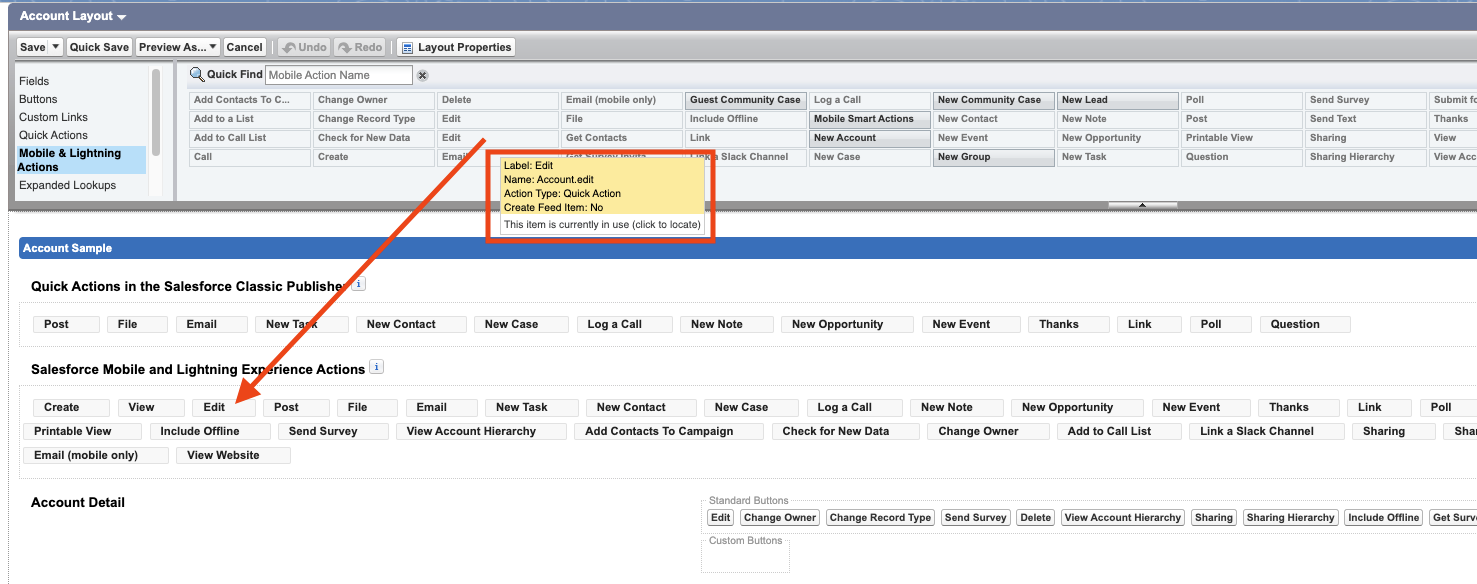 Account Layout
Save Quick Save Preview As... Cancel Undo Redo Layout Properties
Fields
Buttons
Custom Links
Quick Actions
Mobile & Lightning
Actions
Expanded Lookups
Quick Find Mobile Action Name
Add Contacts To C... Change Owner Delete Email (mobile only) Guest Community Case Log a Call New Community Case New Lead Poll Send Survey Submit fo
Add to a List Change Record Type Edit File Include Offline Mobile Smart Actions New Contact New Note Post Send Text Thanks
Add to Call List Check for New Data Edit Get Contacts Link New Account New Event New Opportunity Printable View Sharing View
Call Create Email Get Survey Invita Link a Slack Channel New Case New Group New Task Question Sharing Hierarchy View Acc
Label: Edit
Name: Account.edit
Action Type: Quick Action
Create Feed Item: No
This item is currently in use (click to locate)
Account Sample
Quick Actions in the Salesforce Classic Publisher i
Post File Email New Task New Contact New Case Log a Call New Note New Opportunity New Event Thanks Link Poll Question
Salesforce Mobile and Lightning Experience Actions i
Create View Edit Post File Email New Task New Contact New Case Log a Call New Note New Opportunity New Event Thanks Link Poll
Printable View Include Offline Send Survey View Account Hierarchy Add Contacts To Campaign Check for New Data Change Owner Add to Call List Link a Slack Channel Sharing Shar
Email (mobile only) View Website
Account Detail
Standard Buttons
Edit Change Owner Change Record Type Send Survey Delete View Account Hierarchy Sharing Sharing Hierarchy Include Offline Get Surve
Custom Buttons